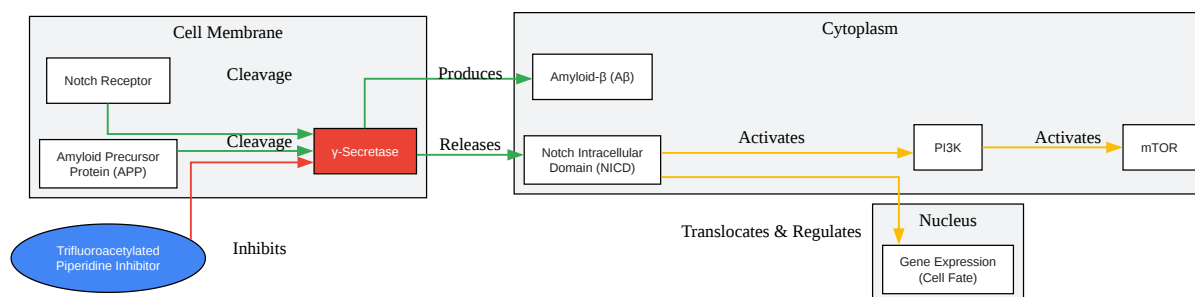 Cell Membrane
Notch Receptor
Cleavage
Amyloid Precursor
Protein (APP)
Cleavage
γ-Secretase
Trifluoroacetylated
Piperidine Inhibitor
Inhibits
Produces
Releases
Cytoplasm
Amyloid-β (Aβ)
Notch Intracellular
Domain (NICD)
Activates
PI3K
Activates
mTOR
Translocates & Regulates
Nucleus
Gene Expression
(Cell Fate)